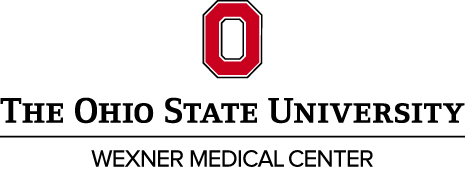 O
THE OHIO STATE UNIVERSITY
WEXNER MEDICAL CENTER